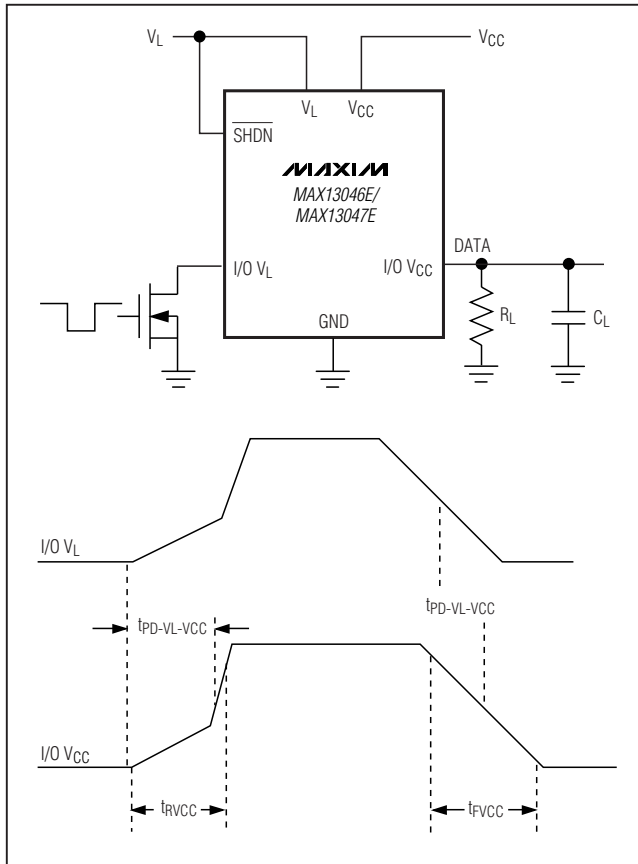 VL VCC
VL VCC
SHDN
MAXIM
MAX13046E/
MAX13047E
DATA
I/O VL I/O VCC
RL CL
GND
I/O VL
tPD-VL-VCC
tPD-VL-VCC
I/O VCC
tRVCC tFVCC